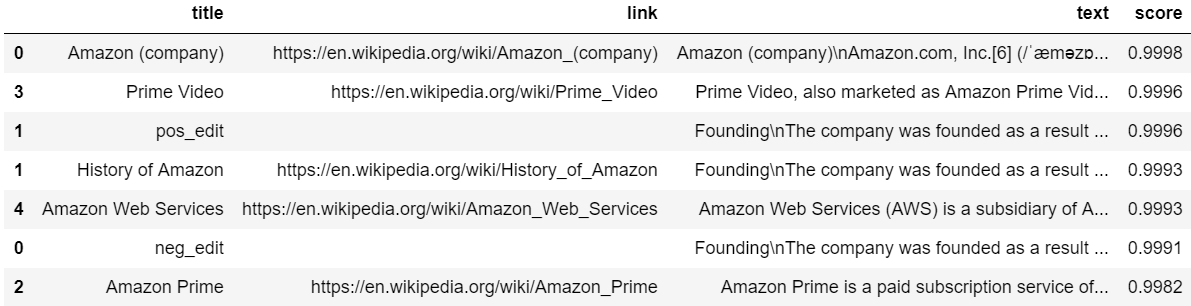 title link text score
0 Amazon (company) https://en.wikipedia.org/wiki/Amazon_(company) Amazon (company)\nAmazon.com, Inc.[6] (/ˈæməzɒ... 0.9998
3 Prime Video https://en.wikipedia.org/wiki/Prime_Video Prime Video, also marketed as Amazon Prime Vid... 0.9996
1 pos_edit Founding\nThe company was founded as a result ... 0.9996
1 History of Amazon https://en.wikipedia.org/wiki/History_of_Amazon Founding\nThe company was founded as a result ... 0.9993
4 Amazon Web Services https://en.wikipedia.org/wiki/Amazon_Web_Services Amazon Web Services (AWS) is a subsidiary of A... 0.9993
0 neg_edit Founding\nThe company was founded as a result ... 0.9991
2 Amazon Prime https://en.wikipedia.org/wiki/Amazon_Prime Amazon Prime is a paid subscription service of... 0.9982